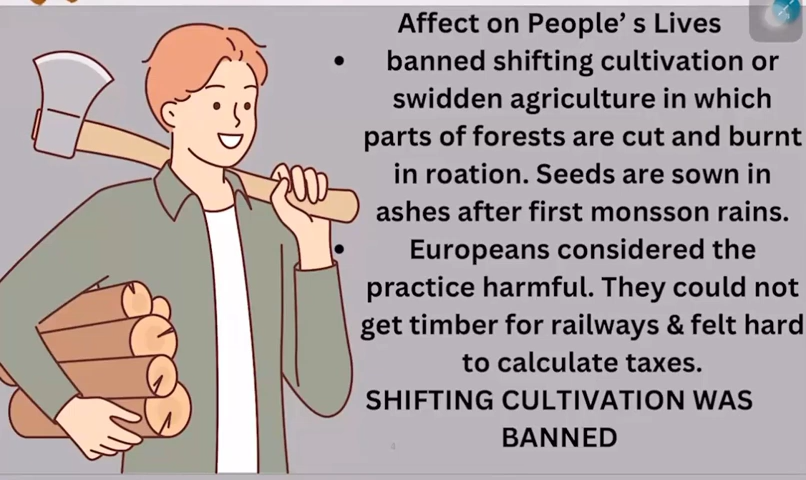 Affect on People’ s Lives
• banned shifting cultivation or
swidden agriculture in which
parts of forests are cut and burnt
in roation. Seeds are sown in
ashes after first monsson rains.
• Europeans considered the
practice harmful. They could not
get timber for railways & felt hard
to calculate taxes.
SHIFTING CULTIVATION WAS
BANNED